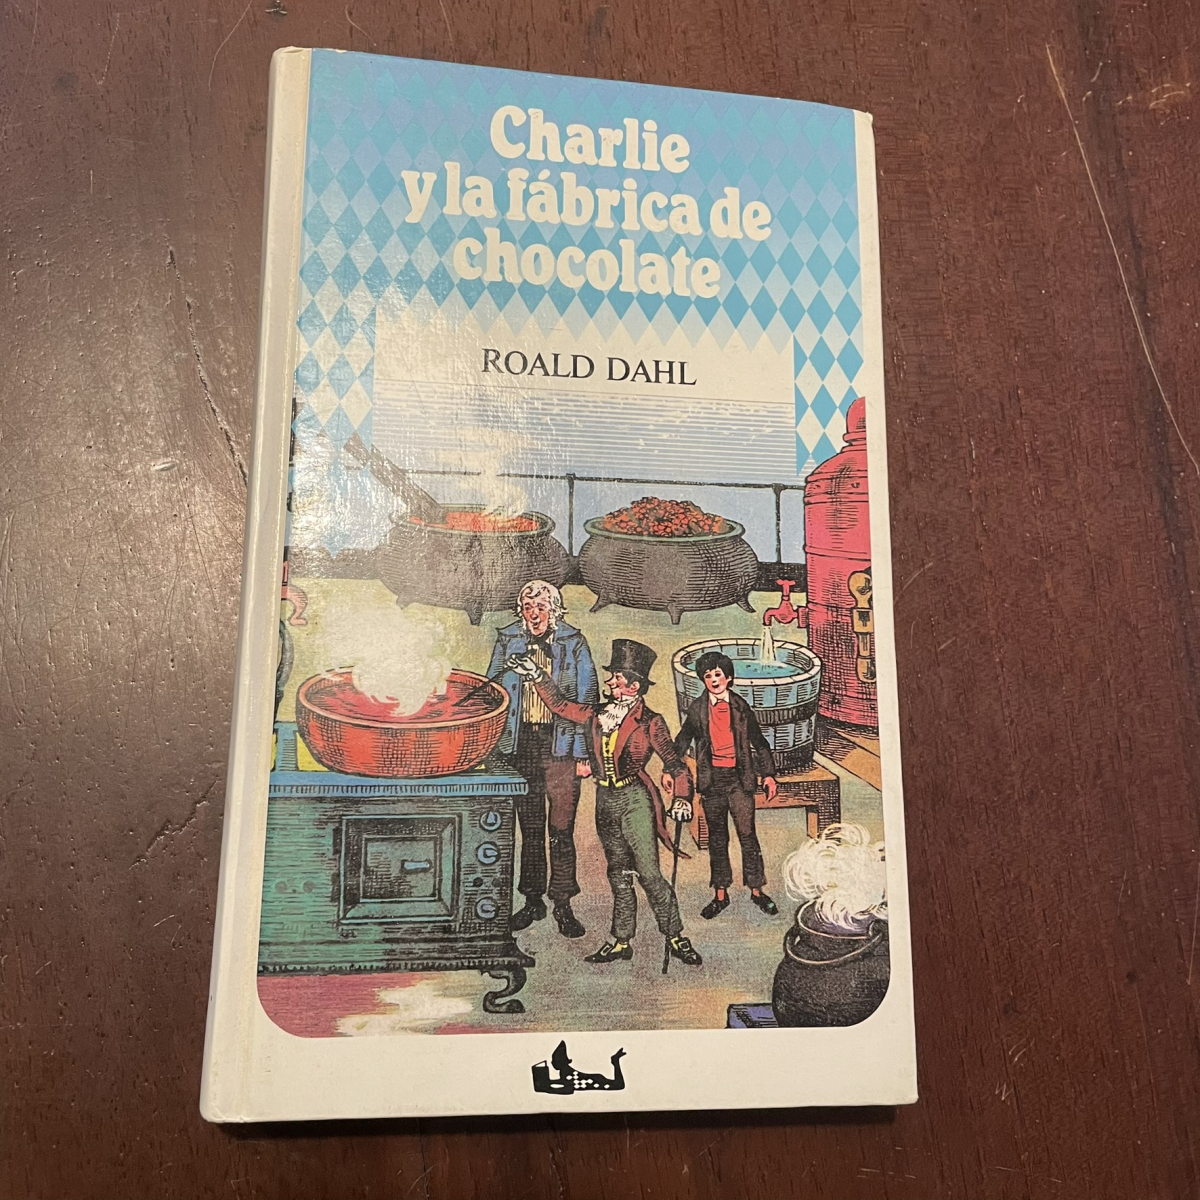 Charlie
y la fábrica de
chocolate
ROALD DAHL